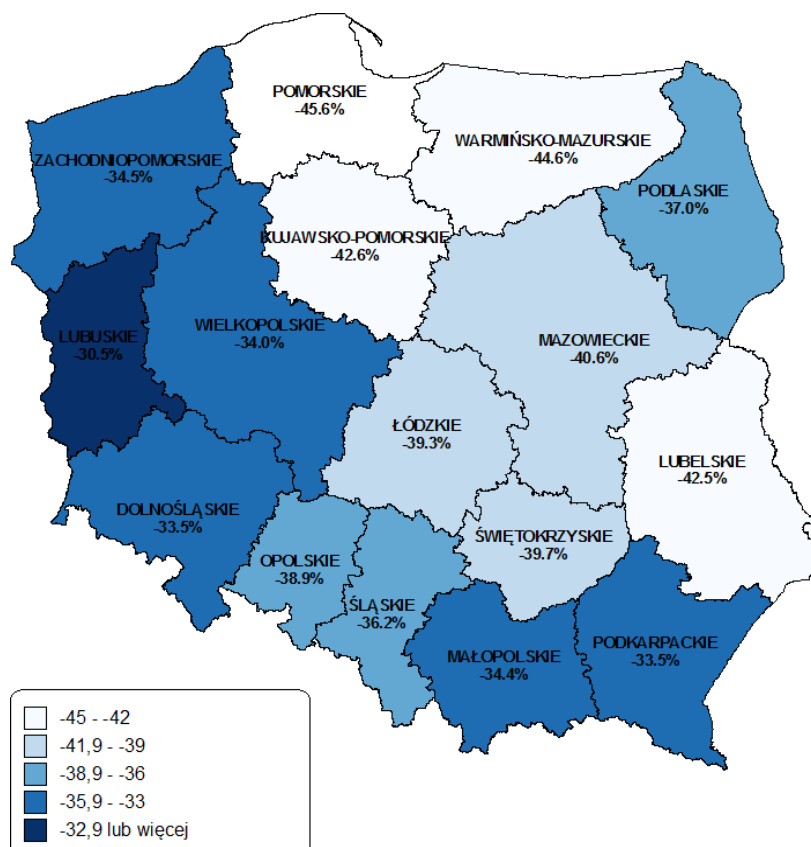 POMORSKIE
-45.6%
WARMIŃSKO-MAZURSKIE
-44.6%
ZACHODNIOPOMORSKIE
-34.5%
PODLASKIE
-37.0%
KUJAWSKO-POMORSKIE
-42.6%
LUBUSKIE
-30.5%
WIELKOPOLSKIE
-34.0%
MAZOWIECKIE
-40.6%
ŁÓDZKIE
-39.3%
LUBELSKIE
-42.5%
DOLNOŚLĄSKIE
-33.5%
ŚWIĘTOKRZYSKIE
-39.7%
OPOLSKIE
-38.9%
ŚLĄSKIE
-36.2%
MAŁOPOLSKIE
-34.4%
PODKARPACKIE
-33.5%
-45 - -42
-41,9 - -39
-38,9 - -36
-35,9 - -33
-32,9 lub więcej